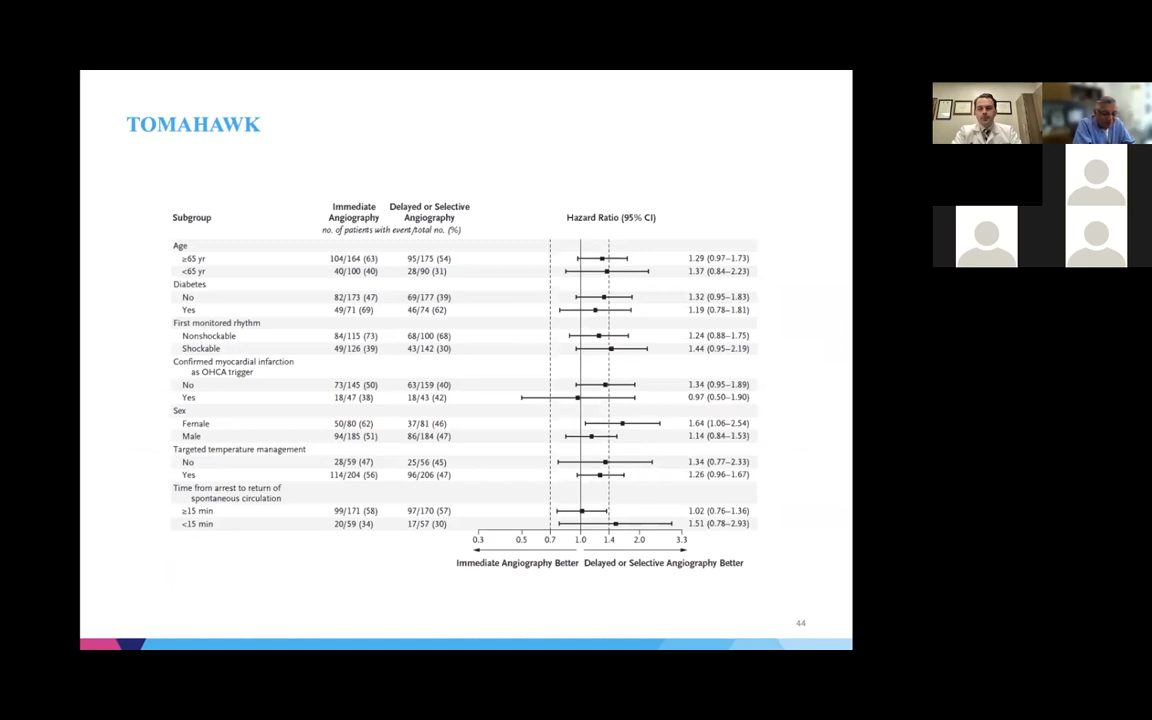 TOMAHAWK
Subgroup Immediate Angiography Delayed or Selective Angiography Hazard Ratio (95% CI)
no. of patients with event/total no. (%)
Age
≥65 yr 104/164 (63) 95/175 (54) 1.29 (0.97–1.73)
<65 yr 40/100 (40) 28/90 (31) 1.37 (0.84–2.23)
Diabetes
No 82/173 (47) 69/177 (39) 1.32 (0.95–1.83)
Yes 49/71 (69) 46/74 (62) 1.19 (0.78–1.81)
First monitored rhythm
Nonshockable 84/115 (73) 68/100 (68) 1.24 (0.88–1.75)
Shockable 49/126 (39) 43/142 (30) 1.44 (0.95–2.19)
Confirmed myocardial infarction
as OHCA trigger
No 73/145 (50) 63/159 (40) 1.34 (0.95–1.89)
Yes 18/47 (38) 18/43 (42) 0.97 (0.50–1.90)
Sex
Female 50/80 (62) 37/81 (46) 1.64 (1.06–2.54)
Male 94/185 (51) 86/184 (47) 1.14 (0.84–1.53)
Targeted temperature management
No 28/59 (47) 25/56 (45) 1.34 (0.77–2.33)
Yes 114/204 (56) 96/206 (47) 1.26 (0.96–1.67)
Time from arrest to return of
spontaneous circulation
≥15 min 99/171 (58) 97/170 (57) 1.02 (0.76–1.36)
<15 min 20/59 (34) 17/57 (30) 1.51 (0.78–2.93)
0.3 0.5 0.7 1.0 1.4 2.0 3.3
Immediate Angiography Better Delayed or Selective Angiography Better
44